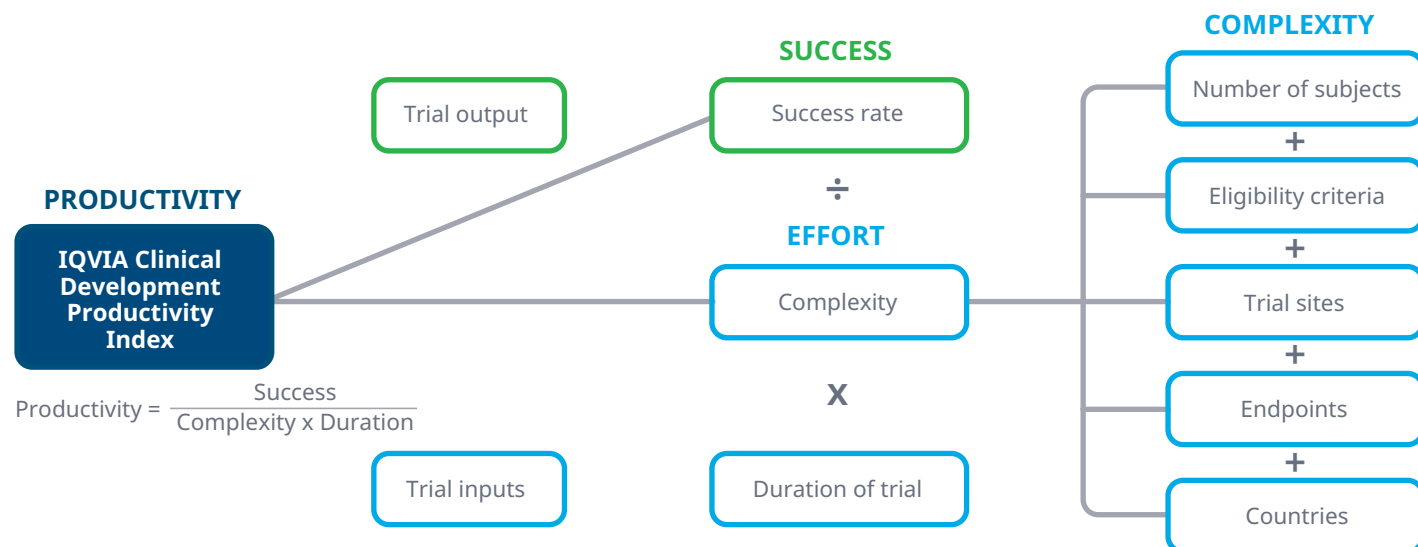 COMPLEXITY
SUCCESS
Number of subjects
Trial output
Success rate
+
PRODUCTIVITY
÷
Eligibility criteria
IQVIA Clinical
Development
Productivity
Index
EFFORT
+
Complexity
Trial sites
+
Productivity = Success
Complexity x Duration
x
Endpoints
+
Trial inputs
Duration of trial
Countries